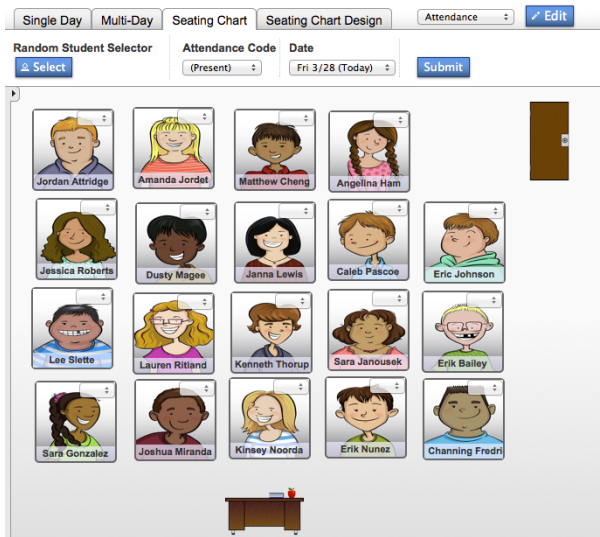 Single Day Multi-Day Seating Chart Seating Chart Design Attendance Edit
Random Student Selector Attendance Code Date
Select (Present) Fri 3/28 (Today) Submit
Jordan Attridge Amanda Jordet Matthew Cheng Angelina Ham
Jessica Roberts Dusty Magee Janna Lewis Caleb Pascoe Eric Johnson
Lee Slette Lauren Ritland Kenneth Thorup Sara Janousek Erik Bailey
Sara Gonzalez Joshua Miranda Kinsey Noorda Erik Nunez Channing Fredri